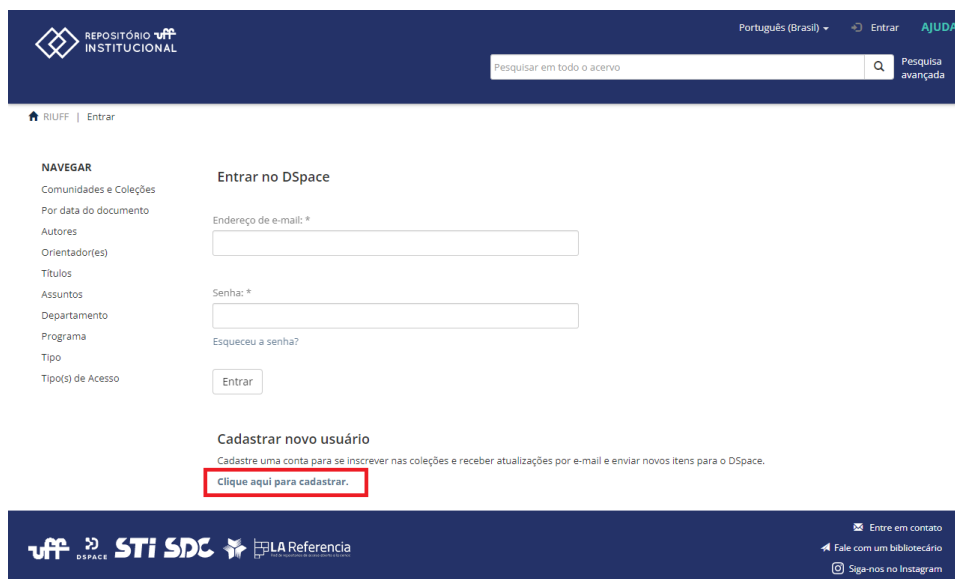 REPOSITÓRIO uff
INSTITUCIONAL
Português (Brasil)
Entrar
AJUDA
Pesquisar em todo o acervo
Pesquisa
avançada
RIUFF | Entrar
NAVEGAR
Comunidades e Coleções
Por data do documento
Autores
Orientador(es)
Títulos
Assuntos
Departamento
Programa
Tipo
Tipo(s) de Acesso
Entrar no DSpace
Endereço de e-mail: *
Senha: *
Esqueceu a senha?
Entrar
Cadastrar novo usuário
Cadastre uma conta para se inscrever nas coleções e receber atualizações por e-mail e enviar novos itens para o DSpace.
Clique aqui para cadastrar.
uff
DSPACE
STi
SDC
LA Referencia
Entre em contato
Fale com um bibliotecário
Siga-nos no Instagram